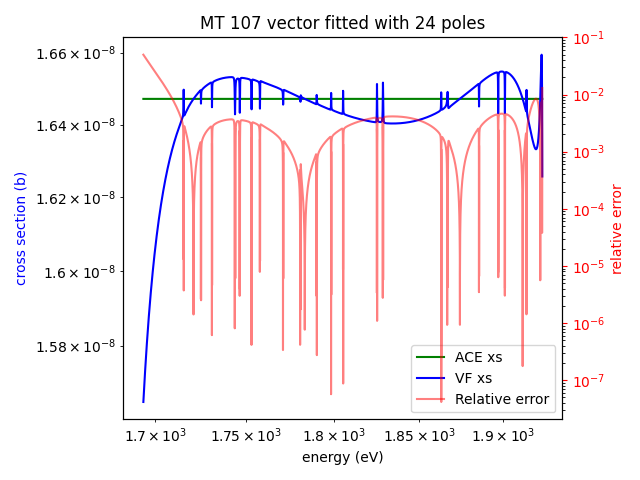 MT 107 vector fitted with 24 poles
cross section (b)
1.66 × 10⁻⁸
1.64 × 10⁻⁸
1.62 × 10⁻⁸
1.6 × 10⁻⁸
1.58 × 10⁻⁸
10⁻¹
10⁻²
10⁻³
10⁻⁴
10⁻⁵
10⁻⁶
10⁻⁷
relative error
ACE xs
VF xs
Relative error
1.7 × 10³ 1.75 × 10³ 1.8 × 10³ 1.85 × 10³ 1.9 × 10³
energy (eV)